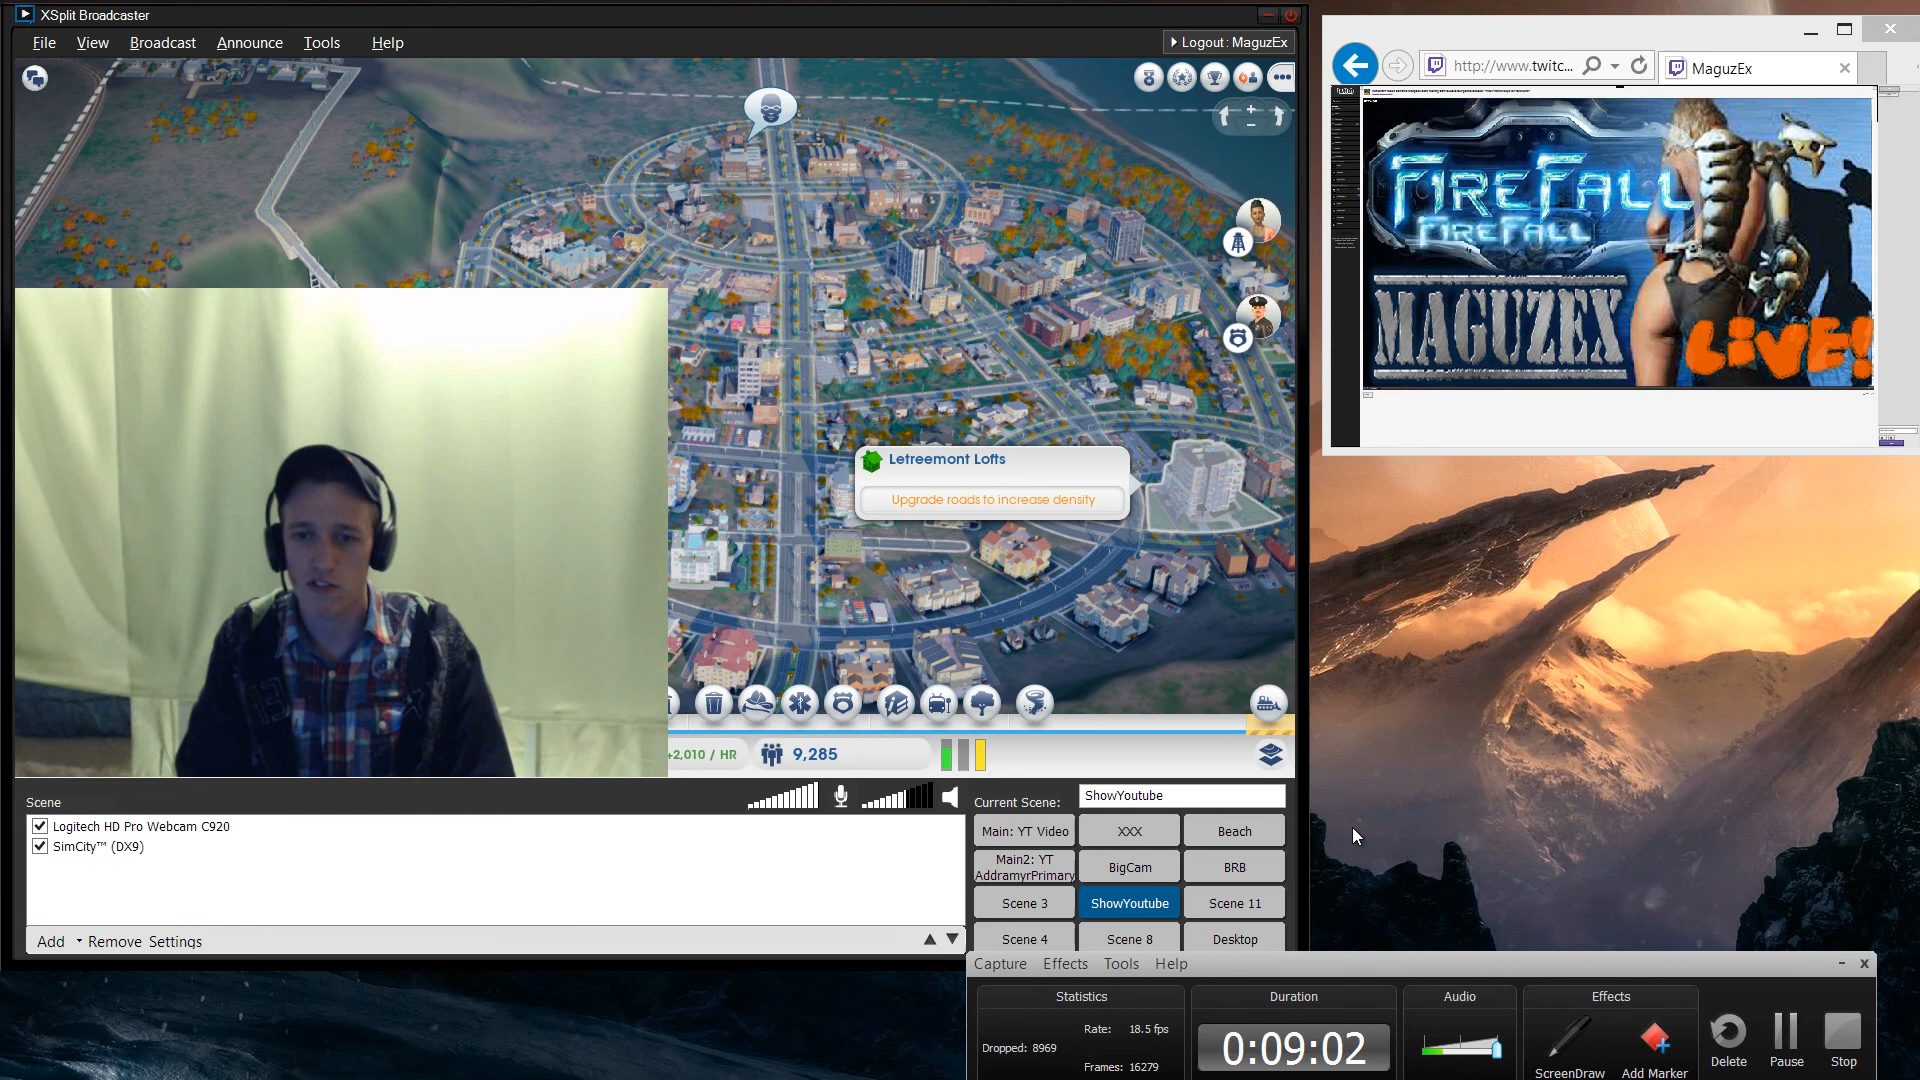 XSplit Broadcaster
File View Broadcast Announce Tools Help
Logout: MaguzEx
http://www.twitc...
MaguzEx
FIREFALL
FIREFALL
MAGUZEX
LiVE!
Letreemont Lofts
Upgrade roads to increase density
+2,010 / HR
9,285
Scene
Logitech HD Pro Webcam C920
SimCity™ (DX9)
Add Remove Settings
Current Scene:
ShowYoutube
Main: YT Video
XXX
Beach
Main2: YT
AddramyrPrimary
BigCam
BRB
Scene 3
ShowYoutube
Scene 11
Scene 4
Scene 8
Desktop
Capture Effects Tools Help
Statistics
Duration
Audio
Effects
Rate: 18.5 fps
Dropped: 8969
Frames: 16279
0:09:02
ScreenDraw
Add Marker
Delete
Pause
Stop